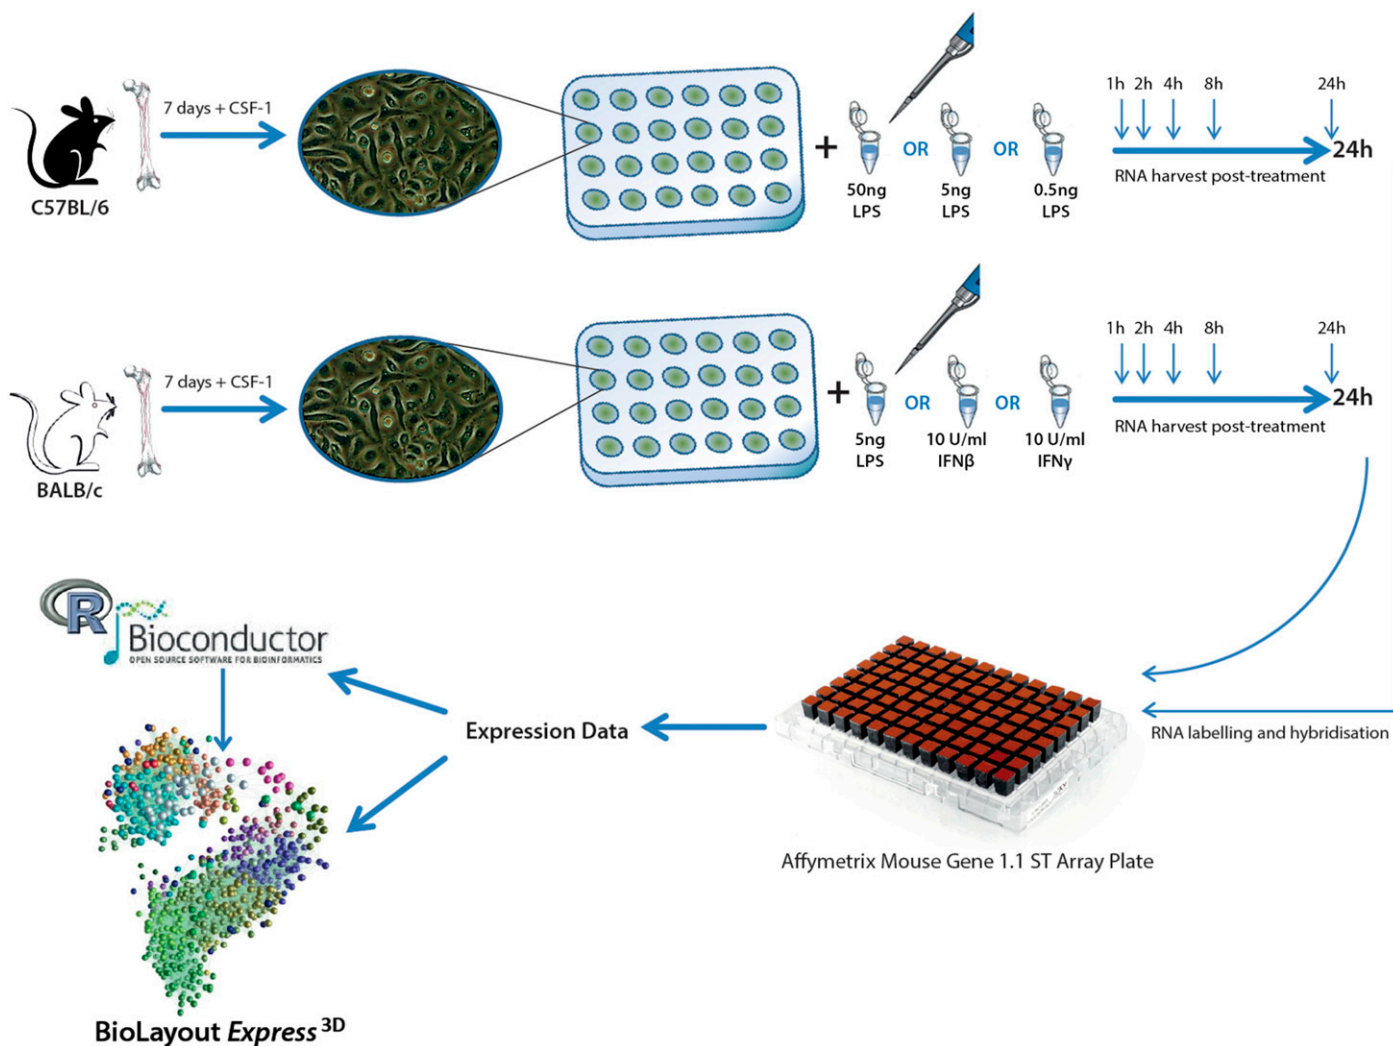 C57BL/6
7 days + CSF-1
+
50ng
LPS
OR
5ng
LPS
OR
0.5ng
LPS
1h 2h 4h 8h 24h
24h
RNA harvest post-treatment
BALB/c
7 days + CSF-1
+
5ng
LPS
OR
10 U/ml
IFNβ
OR
10 U/ml
IFNγ
1h 2h 4h 8h 24h
24h
RNA harvest post-treatment
R
Bioconductor
OPEN SOURCE SOFTWARE FOR BIOINFORMATICS
Expression Data
RNA labelling and hybridisation
Affymetrix Mouse Gene 1.1 ST Array Plate
BioLayout Express 3D